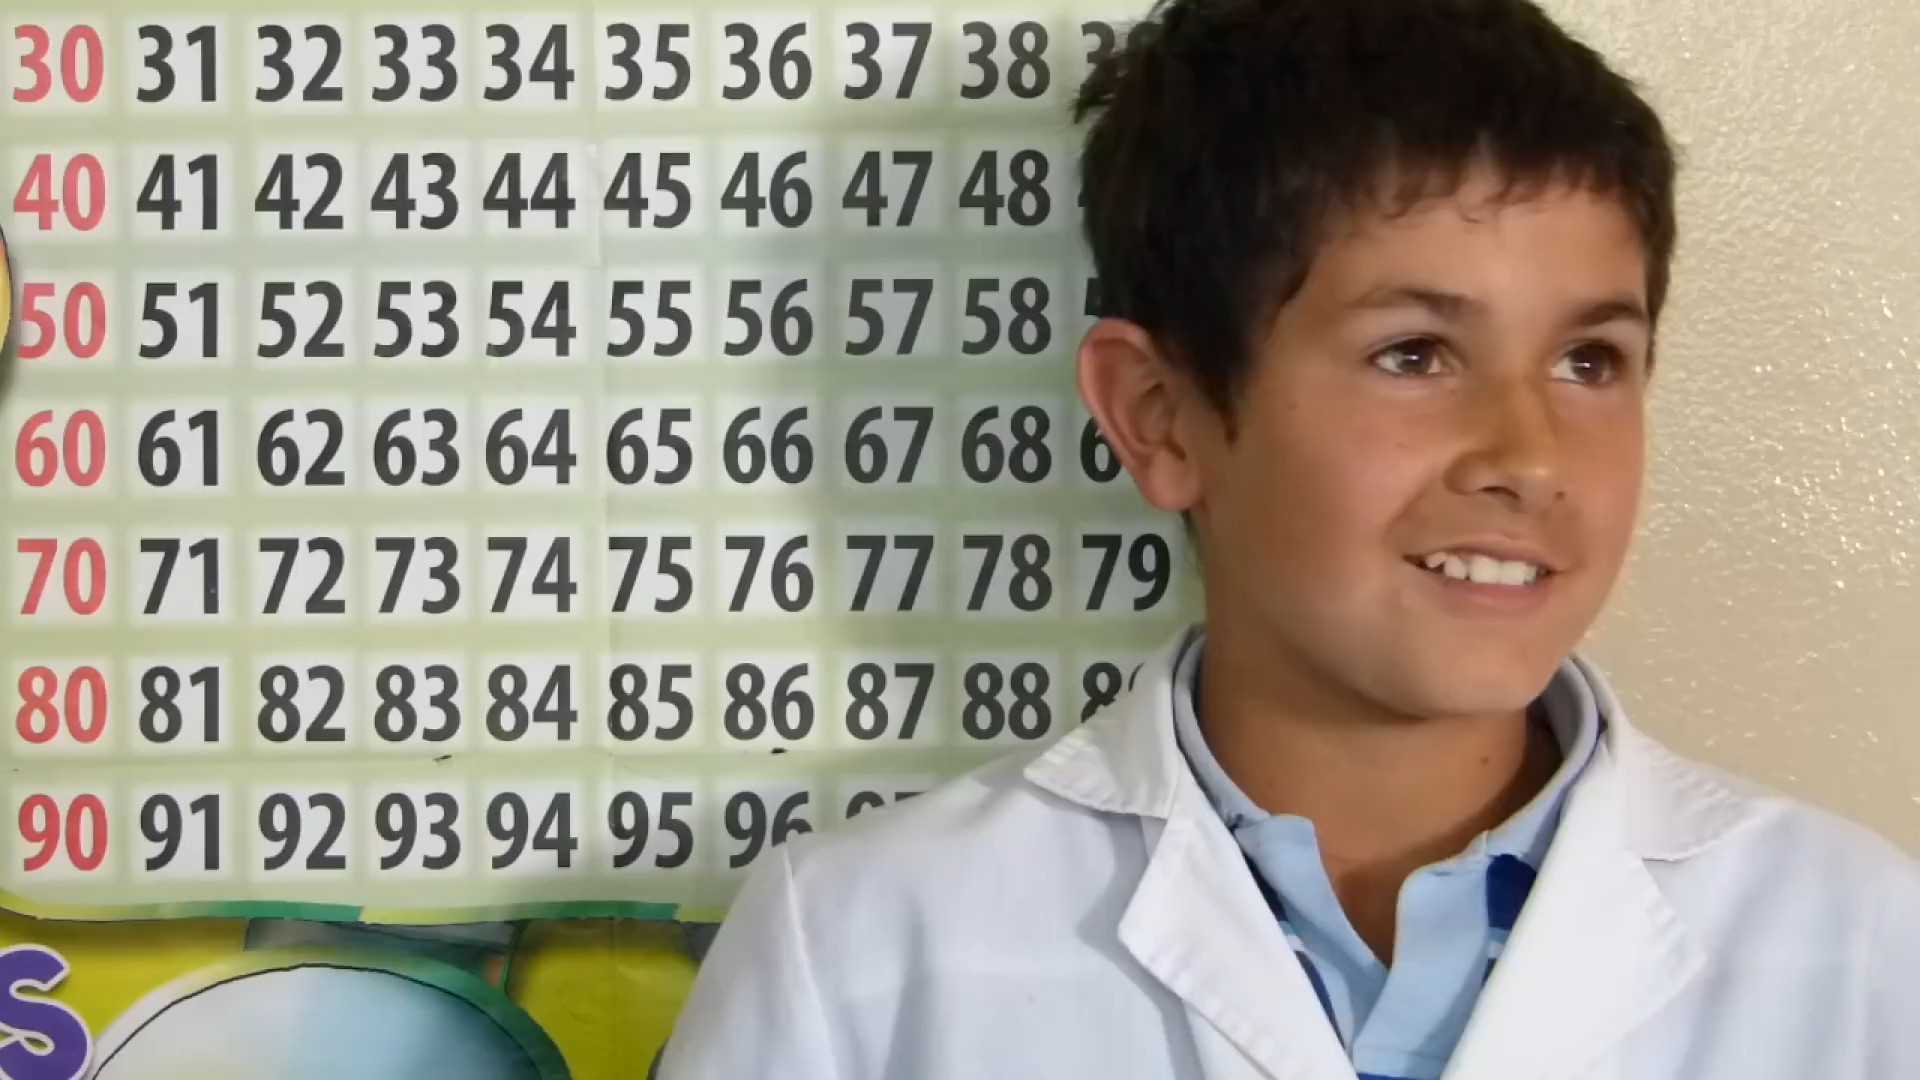 30 31 32 33 34 35 36 37 38
40 41 42 43 44 45 46 47 48
50 51 52 53 54 55 56 57 58
60 61 62 63 64 65 66 67 68
70 71 72 73 74 75 76 77 78 79
80 81 82 83 84 85 86 87 88
90 91 92 93 94 95 96
S